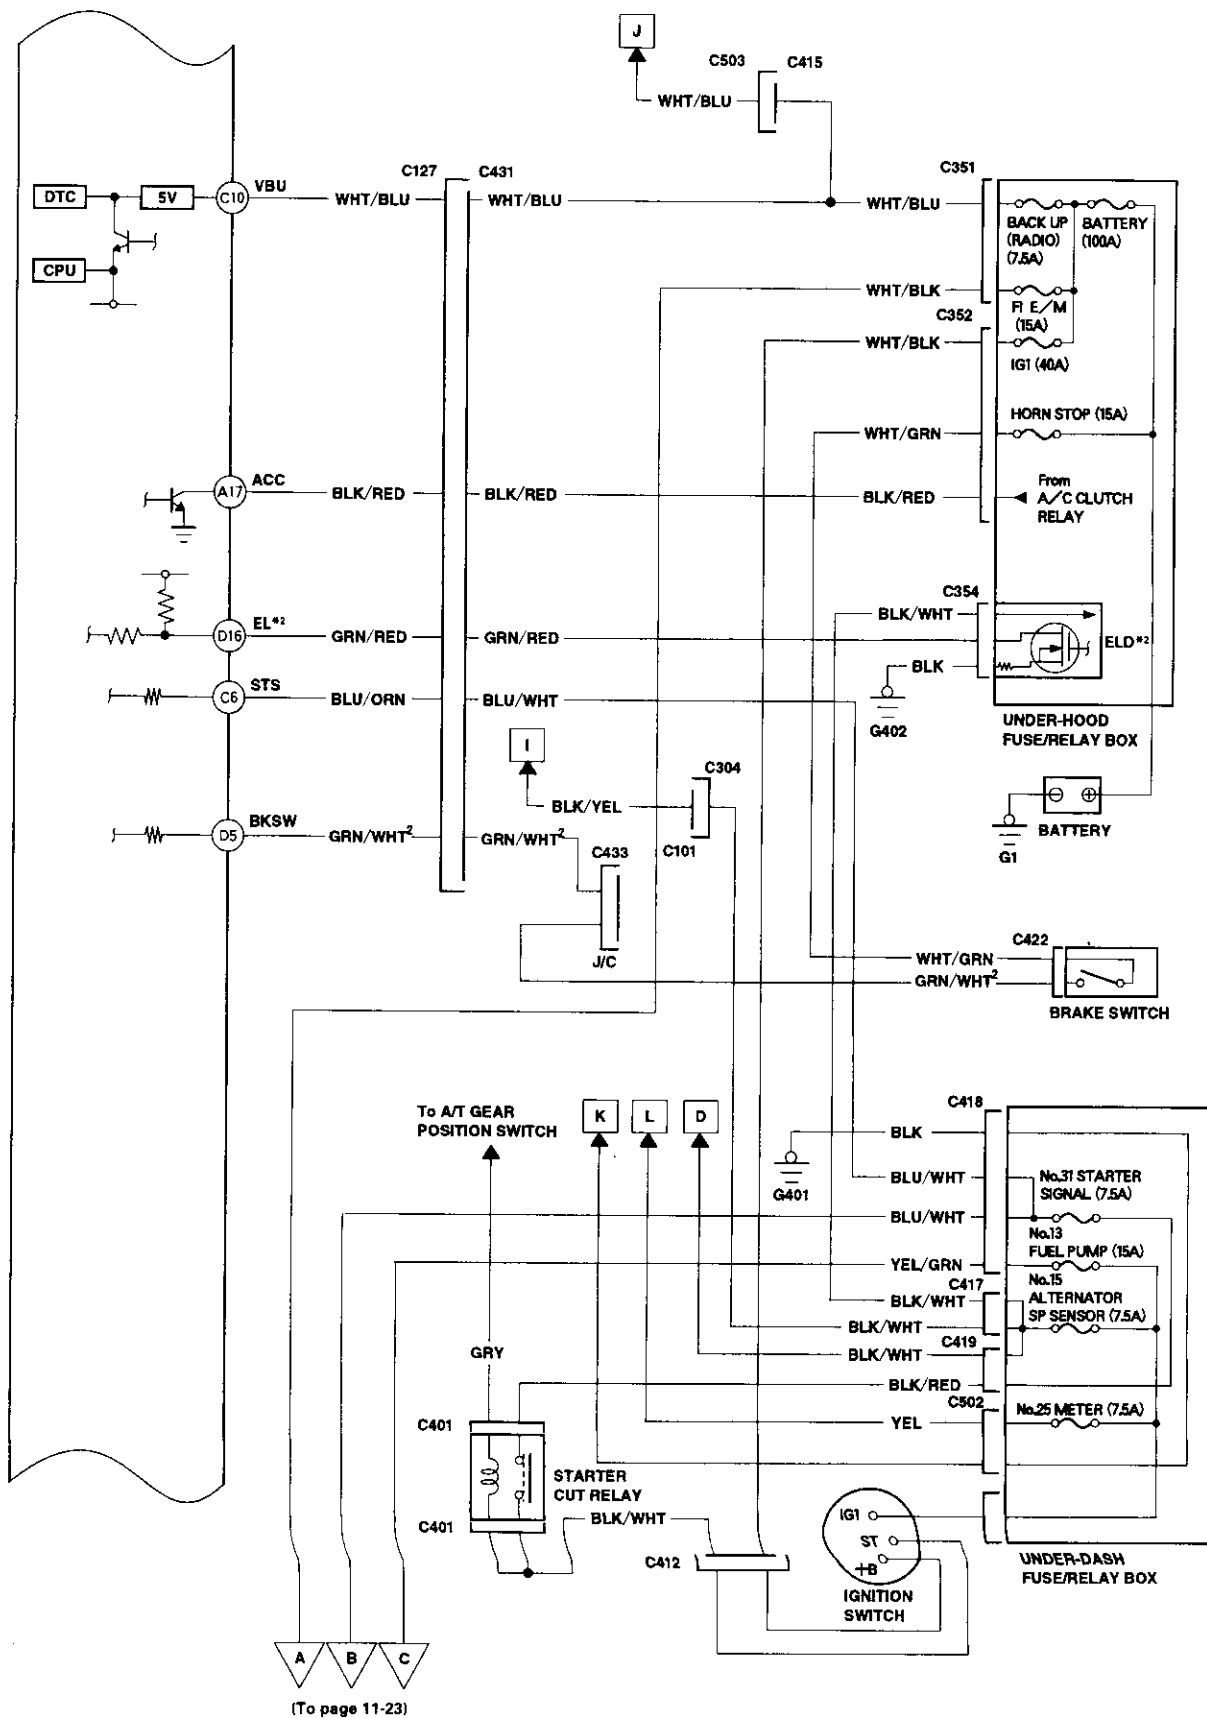 J
C503 C415
WHT/BLU
C127 C431 C351
DTC 5V C10 VBU WHT/BLU WHT/BLU WHT/BLU
BACK UP (RADIO) (7.5A)
BATTERY (100A)
CPU
WHT/BLK
FI E/M (15A)
C352
WHT/BLK
IG1 (40A)
HORN STOP (15A)
WHT/GRN
A17 ACC BLK/RED BLK/RED BLK/RED
From
A/C CLUTCH
RELAY
C354
BLK/WHT
D16 EL*2 GRN/RED GRN/RED
ELD*2
BLK
C6 STS BLU/ORN BLU/WHT
G402
UNDER-HOOD
FUSE/RELAY BOX
I
C304
BLK/YEL
C101
BATTERY
G1
D5 BKSW GRN/WHT2 GRN/WHT2
C433
J/C
C422
WHT/GRN
GRN/WHT2
BRAKE SWITCH
To A/T GEAR
POSITION SWITCH
K L D
C418
BLK
G401
BLU/WHT
No.31 STARTER
SIGNAL (7.5A)
BLU/WHT
No.13
FUEL PUMP (15A)
YEL/GRN
C417
No.15
ALTERNATOR
SP SENSOR (7.5A)
BLK/WHT
BLK/WHT
C419
BLK/WHT
GRY
BLK/RED
C502
No.25 METER (7.5A)
YEL
C401
STARTER
CUT RELAY
C401
BLK/WHT
C412
IG1
ST
+B
IGNITION
SWITCH
UNDER-DASH
FUSE/RELAY BOX
A B C
(To page 11-23)